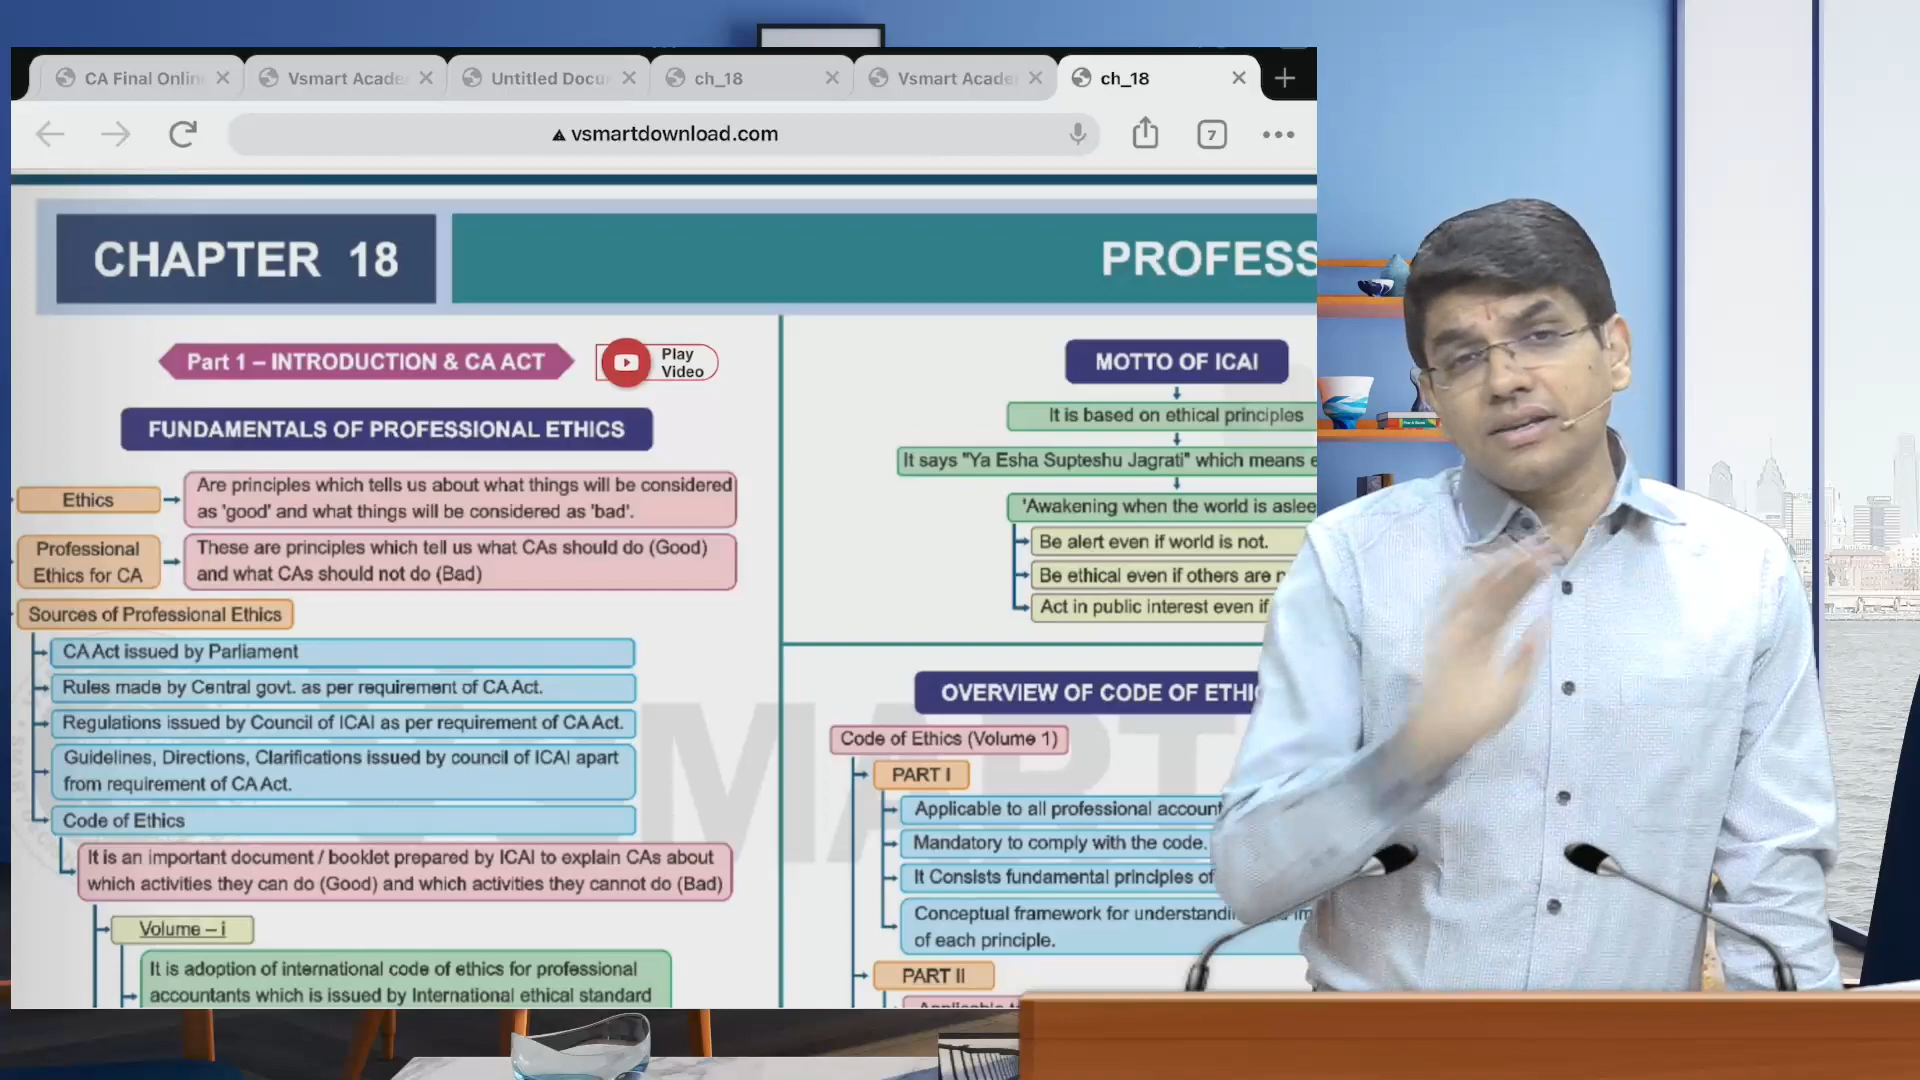 CA Final Onlin
Vsmart Acade
Untitled Docu
ch_18
Vsmart Acade
ch_18
vsmartdownload.com
7
CHAPTER 18
PROFESS
Part 1 – INTRODUCTION & CA ACT
Play
Video
FUNDAMENTALS OF PROFESSIONAL ETHICS
Ethics
Are principles which tells us about what things will be considered
as 'good' and what things will be considered as 'bad'.
Professional
Ethics for CA
These are principles which tell us what CAs should do (Good)
and what CAs should not do (Bad)
Sources of Professional Ethics
CA Act issued by Parliament
Rules made by Central govt. as per requirement of CA Act.
Regulations issued by Council of ICAI as per requirement of CA Act.
Guidelines, Directions, Clarifications issued by council of ICAI apart
from requirement of CA Act.
Code of Ethics
It is an important document / booklet prepared by ICAI to explain CAs about
which activities they can do (Good) and which activities they cannot do (Bad)
Volume – i
It is adoption of international code of ethics for professional
accountants which is issued by International ethical standard
MOTTO OF ICAI
It is based on ethical principles
It says "Ya Esha Supteshu Jagrati" which means e
'Awakening when the world is aslee
Be alert even if world is not.
Be ethical even if others are n
Act in public interest even if
OVERVIEW OF CODE OF ETHIC
Code of Ethics (Volume 1)
PART I
Applicable to all professional account
Mandatory to comply with the code.
It Consists fundamental principles of
Conceptual framework for understandi
of each principle.
PART II